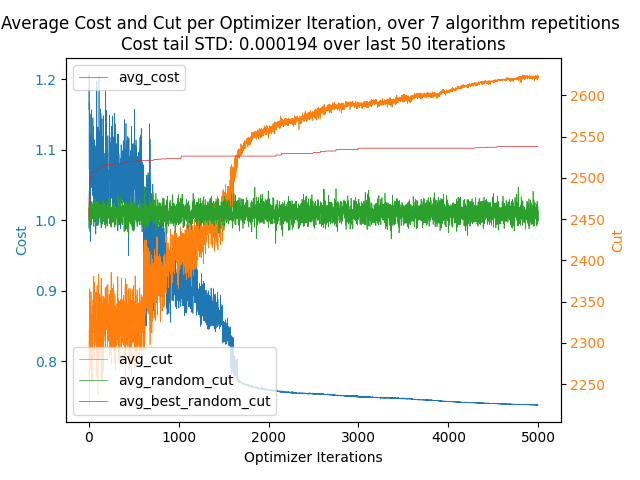 Average Cost and Cut per Optimizer Iteration, over 7 algorithm repetitions
Cost tail STD: 0.000194 over last 50 iterations
avg_cost
1.2
1.1
1.0
0.9
0.8
Cost
2600
2550
2500
2450
2400
2350
2300
2250
Cut
avg_cut
avg_random_cut
avg_best_random_cut
0 1000 2000 3000 4000 5000
Optimizer Iterations